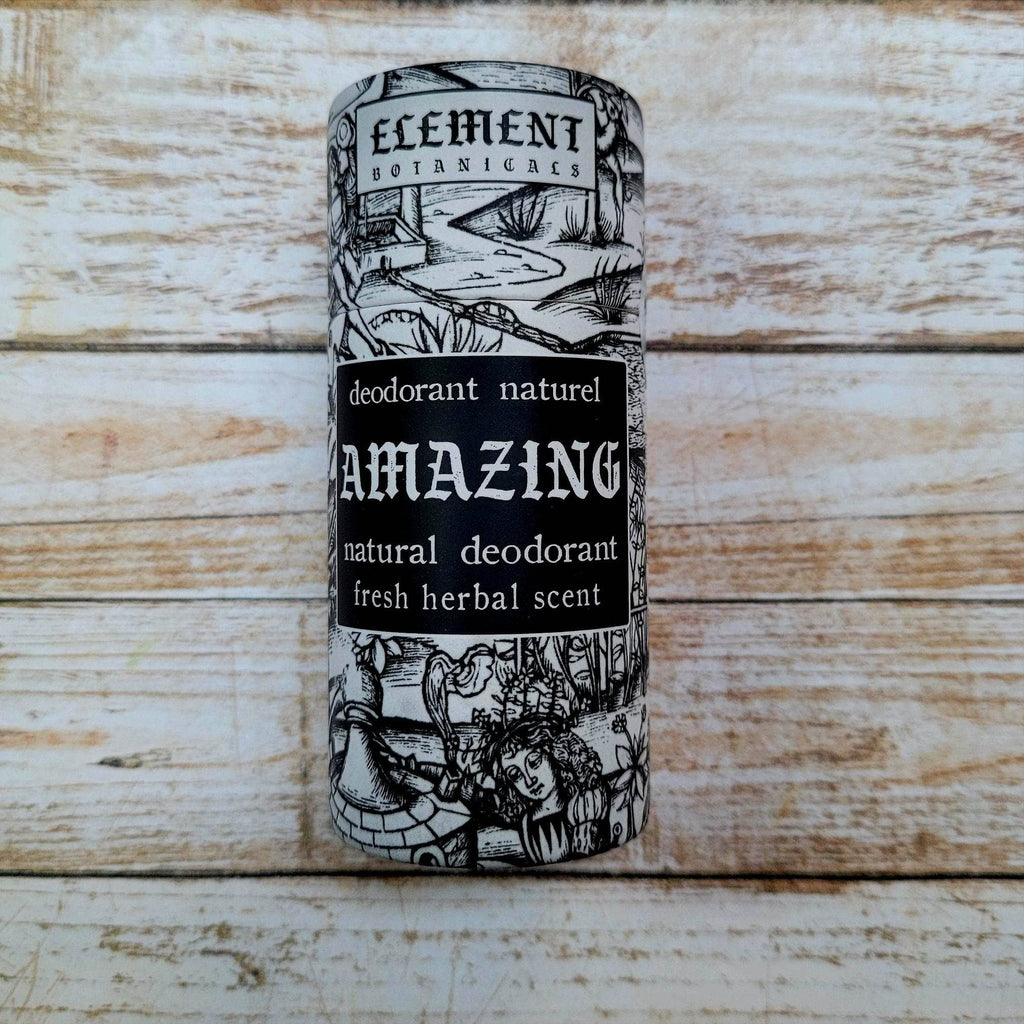 ELEMENT
BOTANICALS
deodorant naturel
AMAZING
natural deodorant
fresh herbal scent